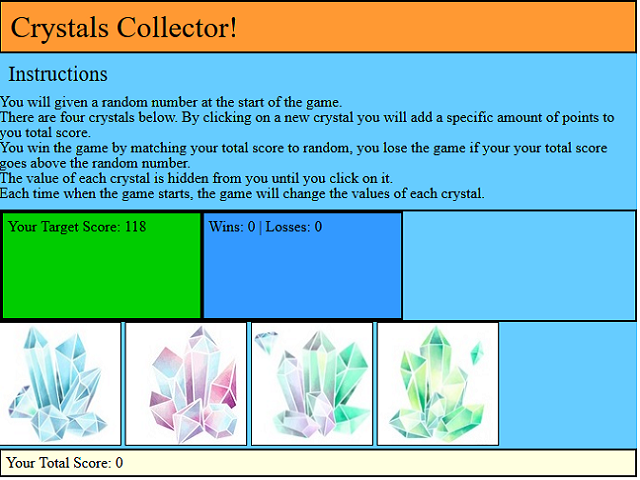 Crystals Collector!
Instructions
You will given a random number at the start of the game.
There are four crystals below. By clicking on a new crystal you will add a specific amount of points to
you total score.
You win the game by matching your total score to random, you lose the game if your your total score
goes above the random number.
The value of each crystal is hidden from you until you click on it.
Each time when the game starts, the game will change the values of each crystal.
Your Target Score: 118
Wins: 0 | Losses: 0
Your Total Score: 0